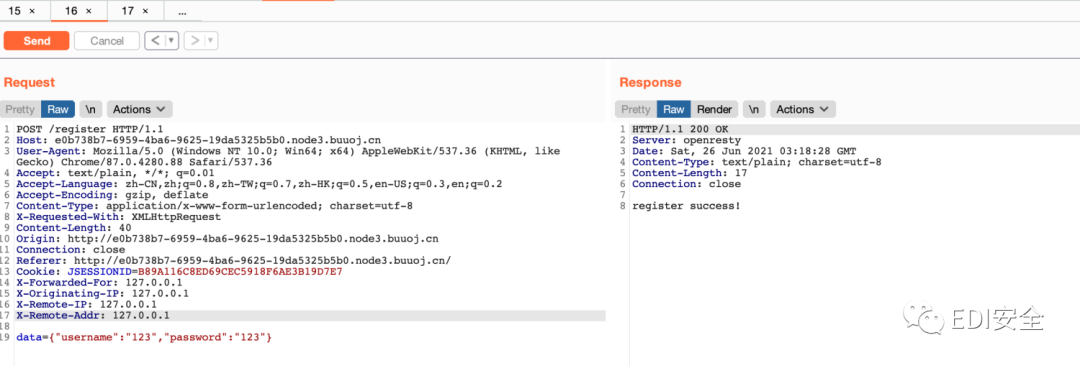 15 × 16 × 17 × ...
Send Cancel < >
Request
Pretty Raw \n Actions
1 POST /register HTTP/1.1
2 Host: e0b738b7-6959-4ba6-9625-19da5325b5b0.node3.buuoj.cn
3 User-Agent: Mozilla/5.0 (Windows NT 10.0; Win64; x64) AppleWebKit/537.36 (KHTML, like
Gecko) Chrome/87.0.4280.88 Safari/537.36
4 Accept: text/plain, */*; q=0.01
5 Accept-Language: zh-CN,zh;q=0.8,zh-TW;q=0.7,zh-HK;q=0.5,en-US;q=0.3,en;q=0.2
6 Accept-Encoding: gzip, deflate
7 Content-Type: application/x-www-form-urlencoded; charset=utf-8
8 X-Requested-With: XMLHttpRequest
9 Content-Length: 40
10 Origin: http://e0b738b7-6959-4ba6-9625-19da5325b5b0.node3.buuoj.cn
11 Connection: close
12 Referer: http://e0b738b7-6959-4ba6-9625-19da5325b5b0.node3.buuoj.cn/
13 Cookie: JSESSIONID=B89A116C8ED69CEC5918F6AE3B19D7E7
14 X-Forwarded-For: 127.0.0.1
15 X-Originating-IP: 127.0.0.1
16 X-Remote-IP: 127.0.0.1
17 X-Remote-Addr: 127.0.0.1
18
19 data={"username":"123","password":"123"}
Response
Pretty Raw Render \n Actions
1 HTTP/1.1 200 OK
2 Server: openresty
3 Date: Sat, 26 Jun 2021 03:18:28 GMT
4 Content-Type: text/plain; charset=utf-8
5 Content-Length: 17
6 Connection: close
7
8 register success!
EDI安全